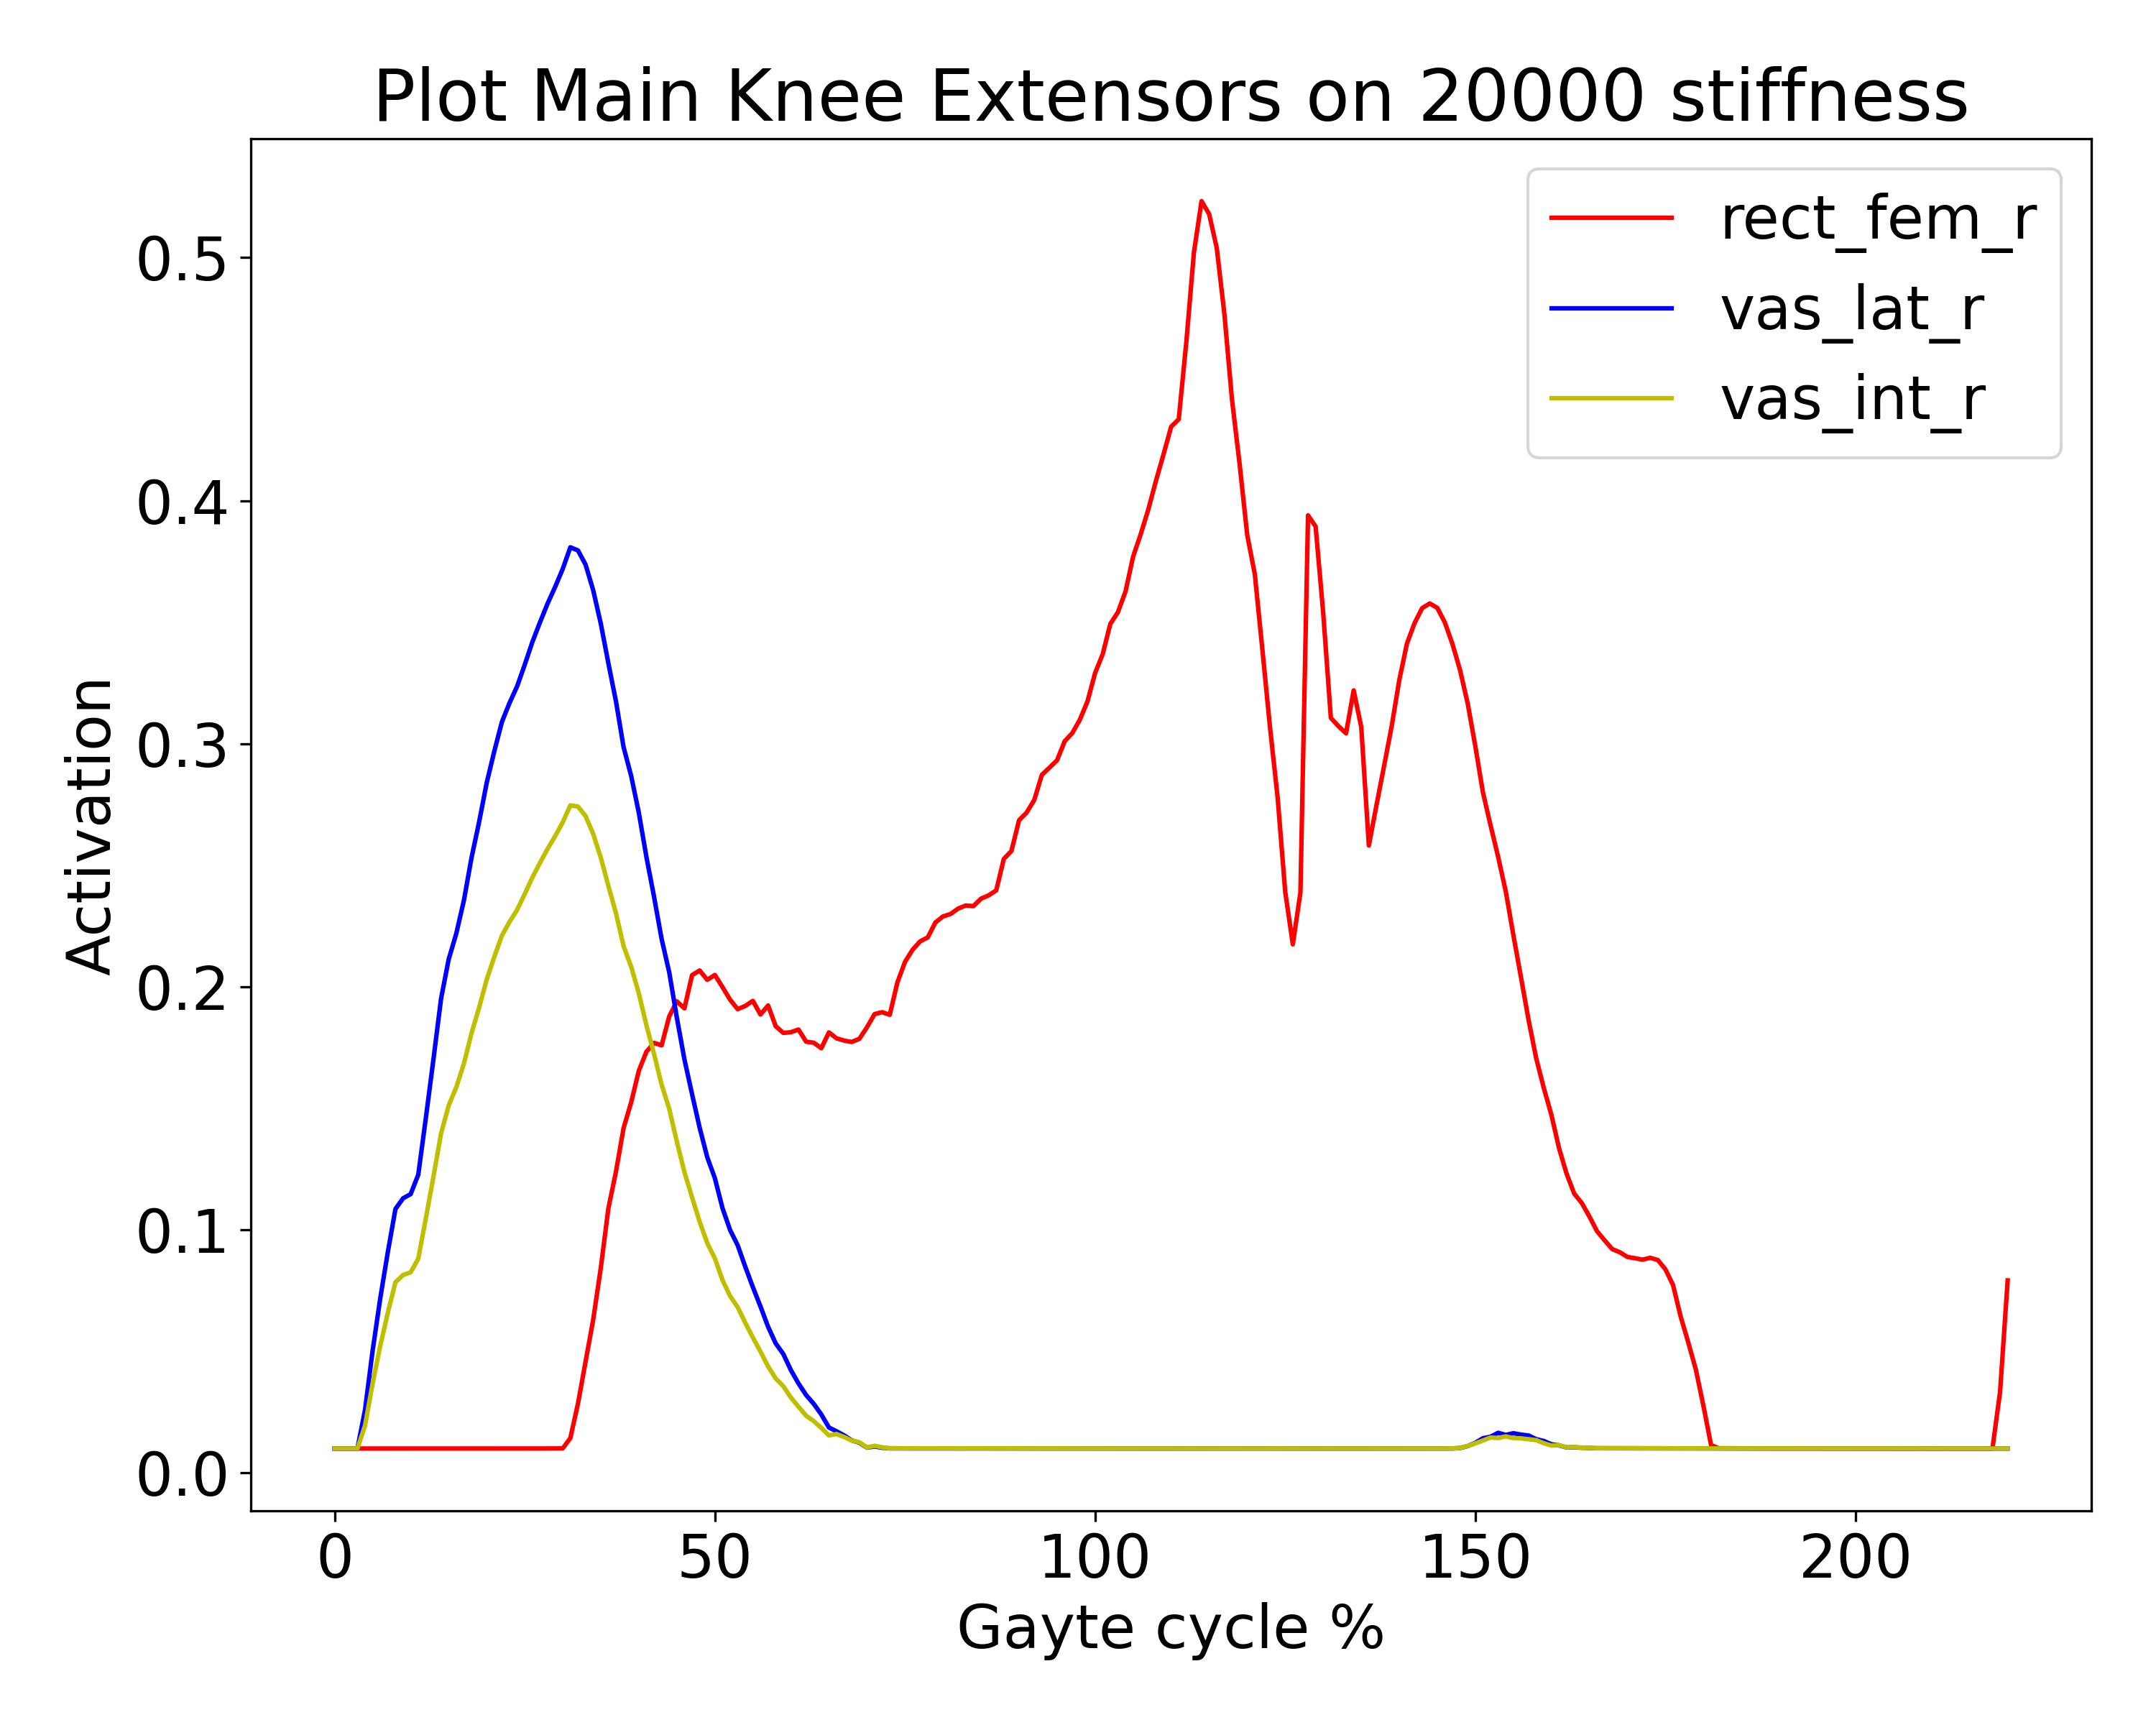 Plot Main Knee Extensors on 20000 stiffness
rect_fem_r
vas_lat_r
vas_int_r
0.5
0.4
0.3
0.2
0.1
0.0
Activation
0 50 100 150 200
Gayte cycle %